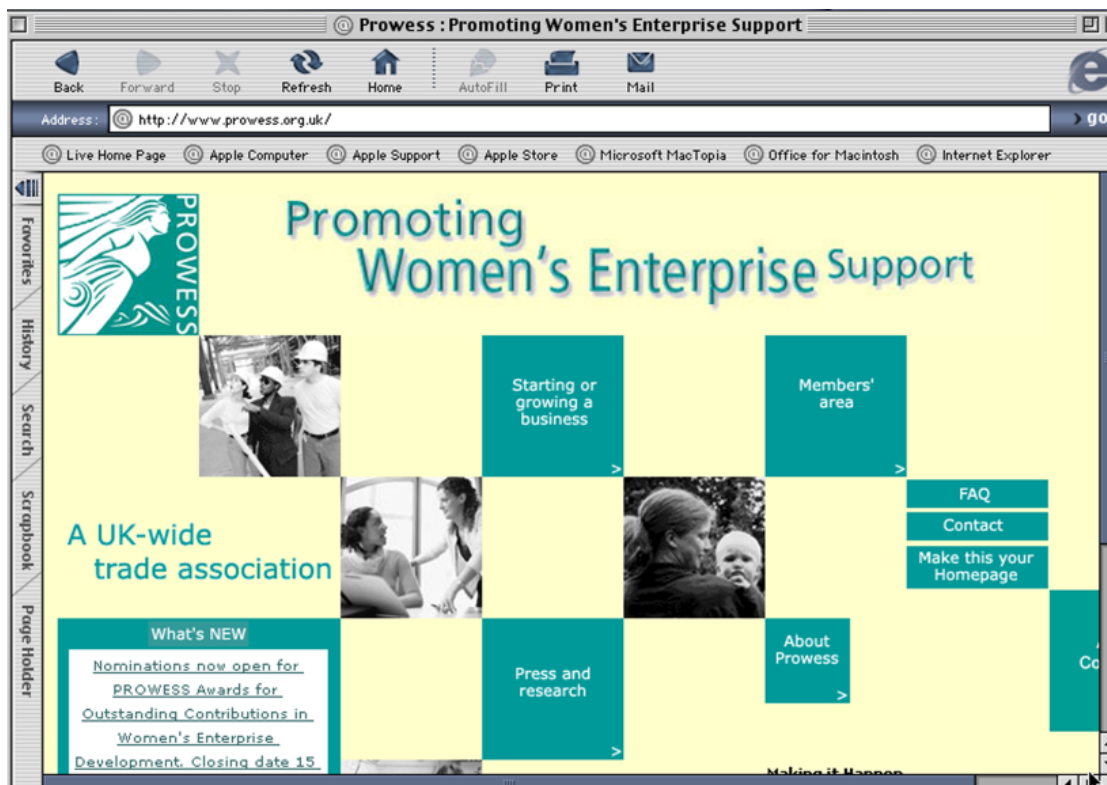 Prowess : Promoting Women's Enterprise Support
Back
Forward
Stop
Refresh
Home
AutoFill
Print
Mail
Address:
http://www.prowess.org.uk/
go
Live Home Page
Apple Computer
Apple Support
Apple Store
Microsoft MacTopia
Office for Macintosh
Internet Explorer
Favorites
History
Search
Scrapbook
Page Holder
PROWESS
Promoting
Women's Enterprise Support
Starting or
growing a
business
>
Members'
area
>
FAQ
Contact
Make this your
Homepage
A UK-wide
trade association
What's NEW
Nominations now open for
PROWESS Awards for
Outstanding Contributions in
Women's Enterprise
Development. Closing date 15
Press and
research
>
About
Prowess
>
Co
Making it Happen